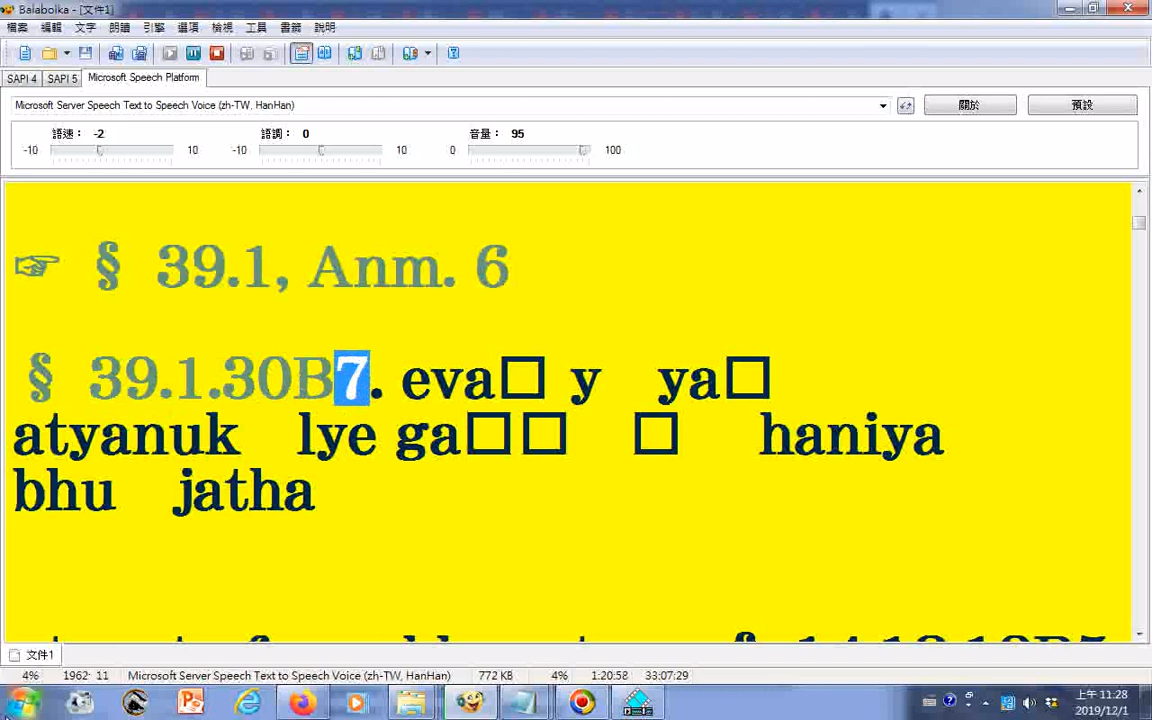 Balabolka - [文件1]
檔案 編輯 文字 朗讀 引擎 選項 檢視 工具 書籤 說明
SAPI 4 SAPI 5 Microsoft Speech Platform
Microsoft Server Speech Text to Speech Voice (zh-TW, HanHan) 關於 預設
語速： -2 語調： 0 音量： 95
-10 10 -10 10 0 100
☞ § 39.1, Anm. 6
§ 39.1.30B7. eva□ y ya□
atyanuk lye ga□□ □ haniya
bhu jatha
文件1
4% 1962: 11 Microsoft Server Speech Text to Speech Voice (zh-TW, HanHan) 772 KB 4% 1:20:58 33:07:29
上午 11:28
2019/12/1